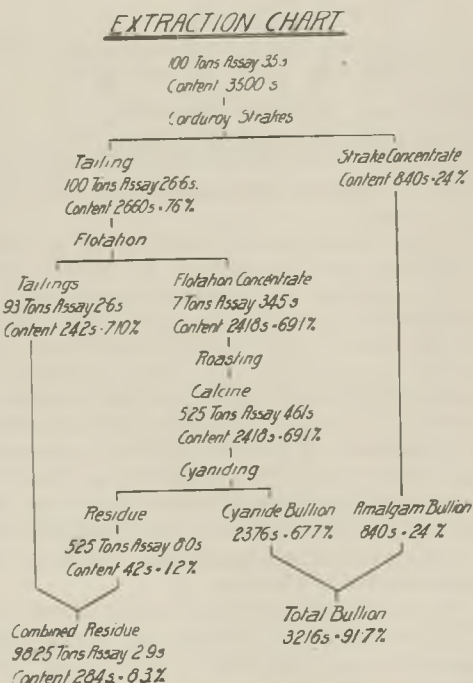 EXTRACTION CHART
100 Tons Assay 35s
Content 3500 s
Corduroy Strakes
Tailing
100 Tons Assay 26·6s.
Content 2660s · 76%
Strake Concentrate
Content 840s · 24%
Flotation
Tailings
93 Tons Assay 2·6s
Content 242s · 7·10%
Flotation Concentrate
7 Tons Assay 345 s
Content 2418s · 69·1%
Roasting
Calcine
5·25 Tons Assay 461s
Content 2418s · 69·1%
Cyaniding
Residue
5·25 Tons Assay 8·0s
Content 42s · 1·2%
Cyanide Bullion
2376s · 67·7%
Amalgam Bullion
840s · 24 %
Combined Residue
98·25 Tons Assay 2·9s
Content 284s · 8·3%
Total Bullion
3216s · 91·7%